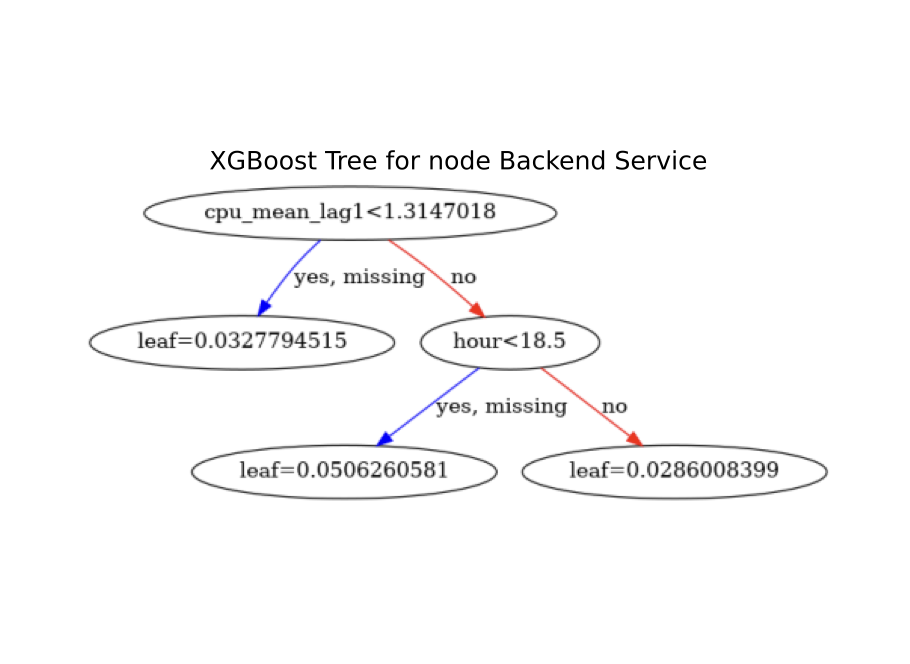 XGBoost Tree for node Backend Service
cpu_mean_lag1<1.3147018
yes, missing
no
leaf=0.0327794515
hour<18.5
yes, missing
no
leaf=0.0506260581
leaf=0.0286008399